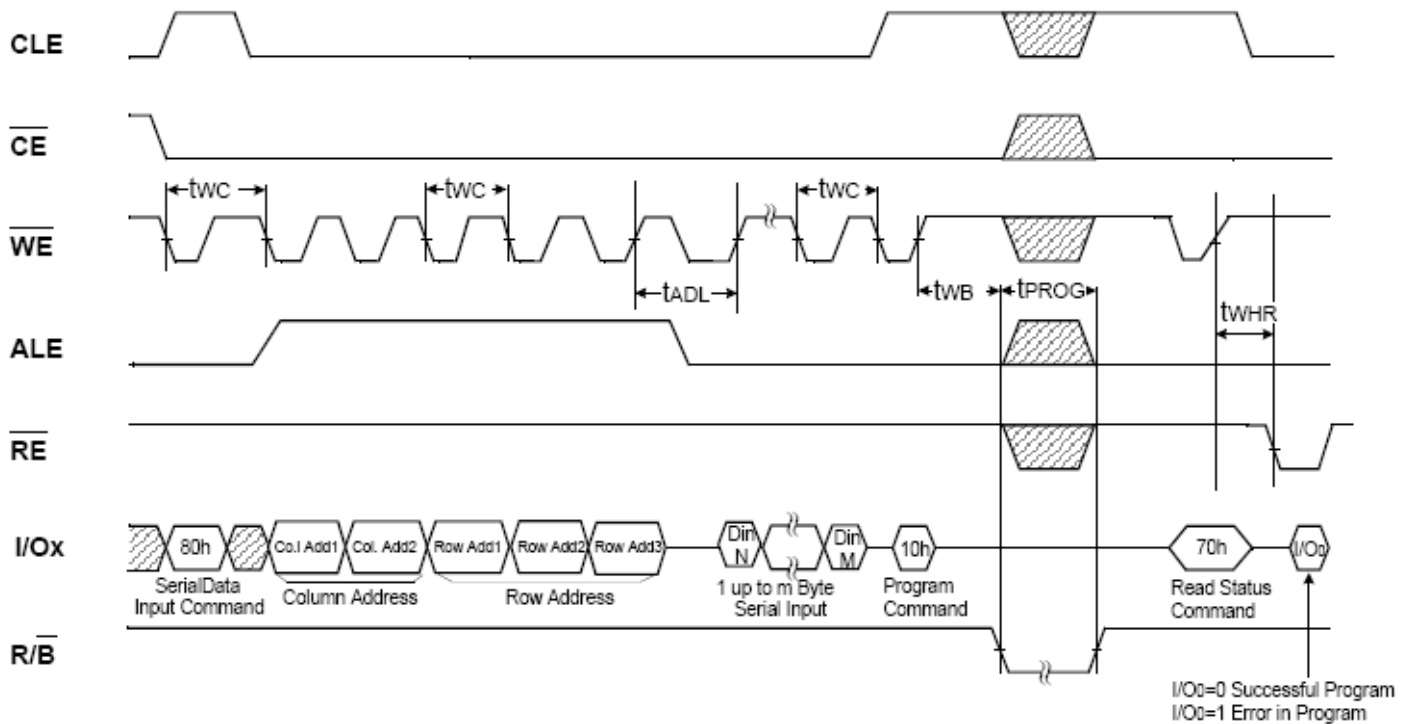 CLE
CE
tWC tWC tWC
WE
tADL tWB tPROG
tWHR
ALE
RE
I/Ox 80h Co.l Add1 Col. Add2 Row Add1 Row Add2 Row Add3 Din N Din M 10h 70h I/O0
SerialData
Input Command
Column Address
Row Address
1 up to m Byte
Serial Input
Program
Command
Read Status
Command
R/B
I/O0=0 Successful Program
I/O0=1 Error in Program